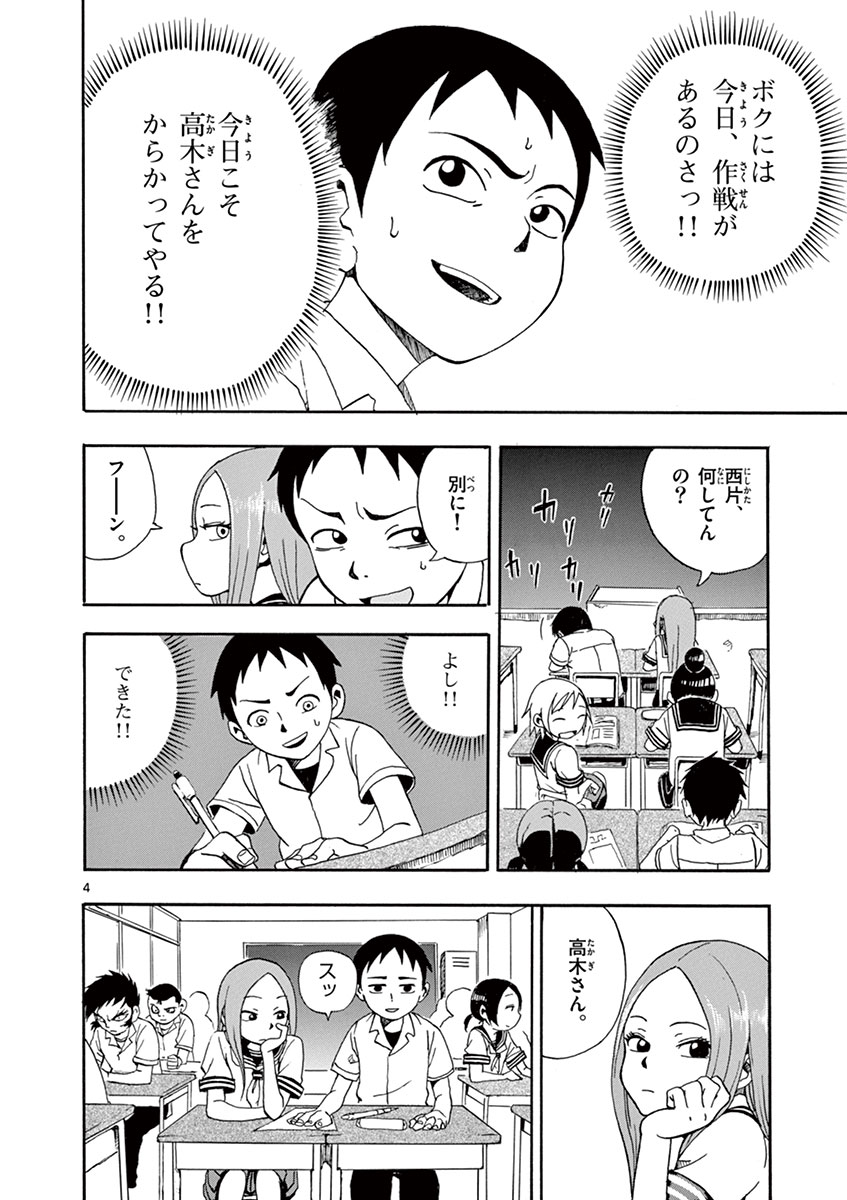 ボクには
今日、作戦が
あるのさっ!!
今日こそ
高木さんを
からかってやる!!
西片、
何してん
の?
カリ
カリ
カリ
カリ
別に!
フーン。
よし!!
できた!!
4
高木さん。
スッ